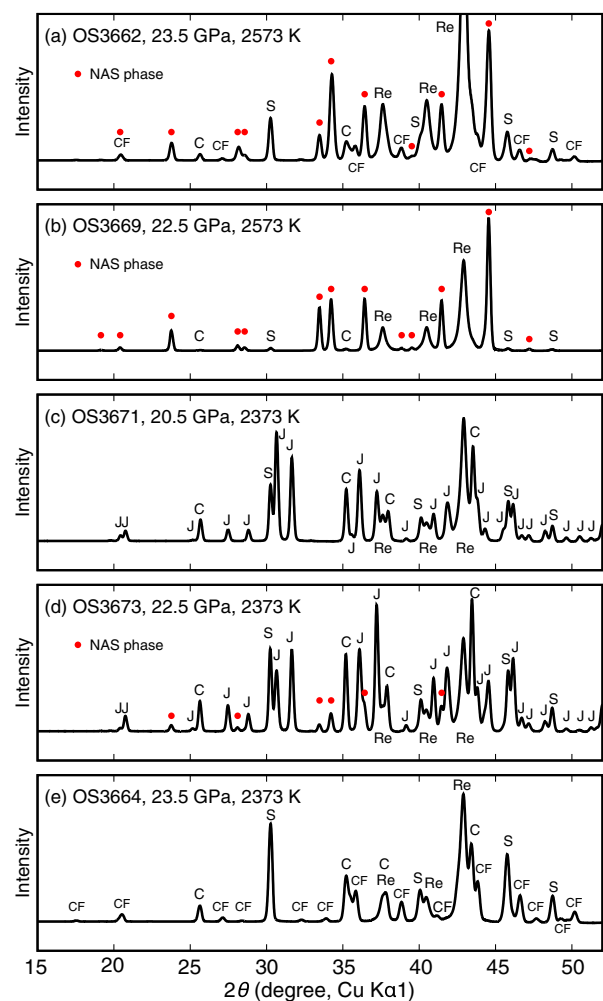 (a) OS3662, 23.5 GPa, 2573 K
Re
NAS phase
CF C CF S C CF Re CF S Re CF S CF S CF
Intensity
(b) OS3669, 22.5 GPa, 2573 K
NAS phase
C S C Re Re Re S S
Intensity
(c) OS3671, 20.5 GPa, 2373 K
JJ C J J J S J J J C J J J C Re J S Re J J Re C J J J S J J J J S J J J
Intensity
(d) OS3673, 22.5 GPa, 2373 K
NAS phase
JJ C J J J S J J C J J C Re J S Re J J Re C J J S J J J J S J J J
Intensity
(e) OS3664, 23.5 GPa, 2373 K
CF CF C CF CF S CF CF C CF C Re CF S Re CF Re C CF S CF CF S CF CF
Intensity
15 20 25 30 35 40 45 50
2θ (degree, Cu Kα1)